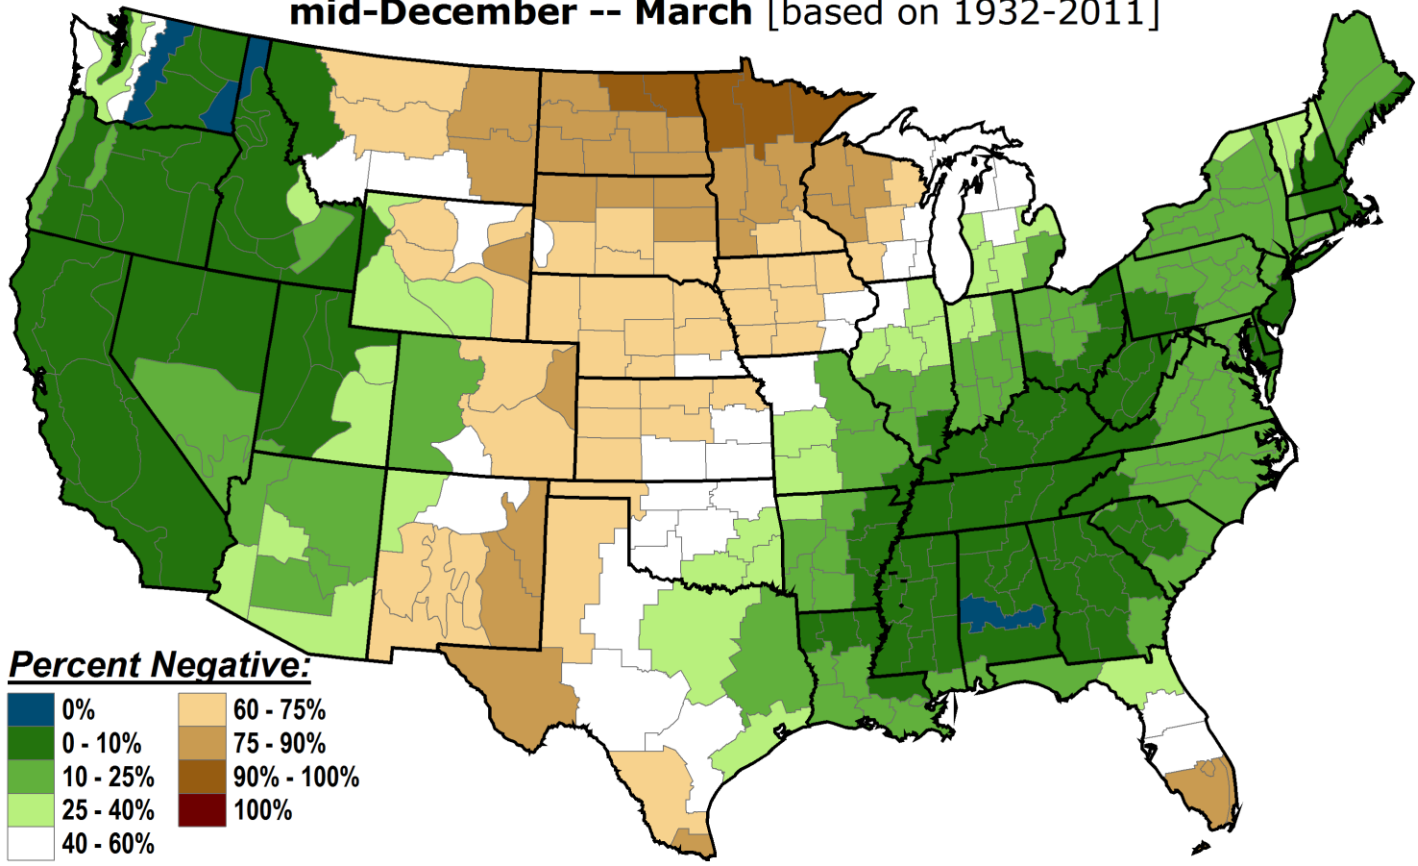 mid-December -- March [based on 1932-2011]
Percent Negative:
0%
0 - 10%
10 - 25%
25 - 40%
40 - 60%
60 - 75%
75 - 90%
90% - 100%
100%